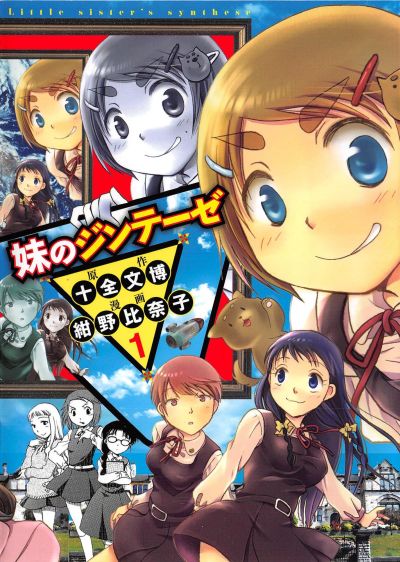 Little sister's synthese
妹のジンテーゼ
原作
十全文博
漫画
紺野比奈子
1